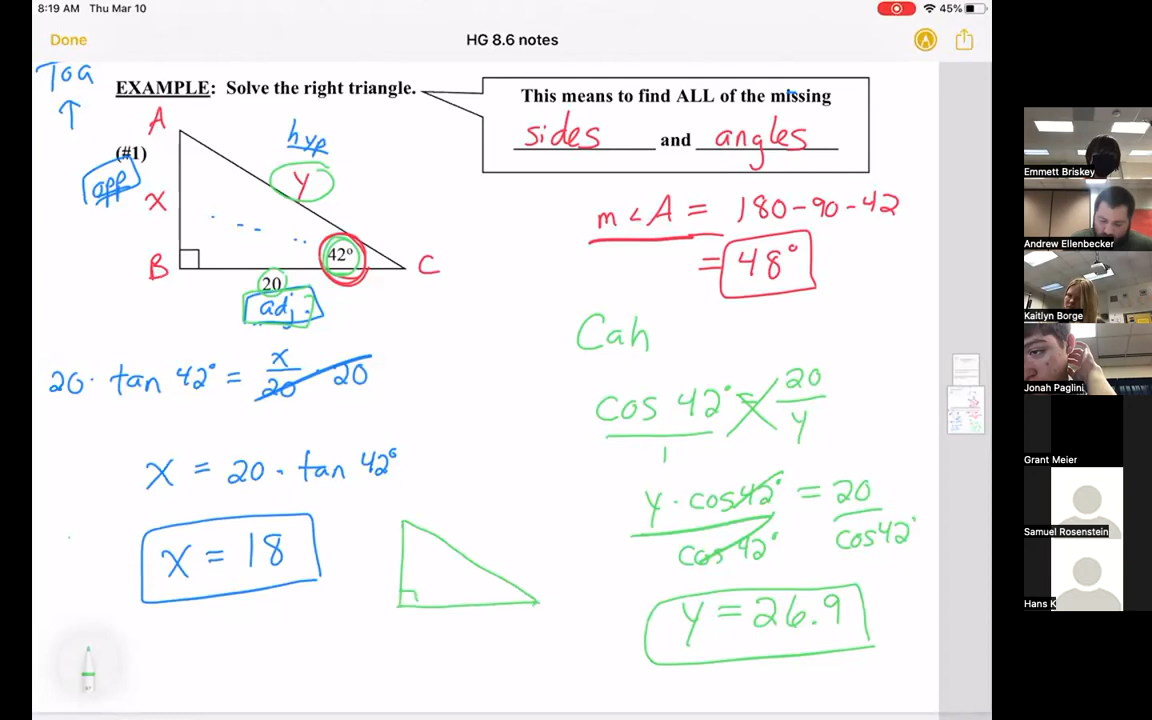 8:19 AM Thu Mar 10
45%
Done
HG 8.6 notes
Toa
↑
EXAMPLE: Solve the right triangle.
This means to find ALL of the missing
sides and angles
(#1)
A
hyp
app
x
y
B
42°
C
20
adj.
m∠A = 180-90-42
= 48°
20 · tan 42° = x/20 · 20
x = 20 · tan 42°
x = 18
Cah
cos 42° = 20/y
1
y · cos 42° = 20
cos 42° cos 42°
y = 26.9
Emmett Briskey
Andrew Ellenbecker
Kaitlyn Borge
Jonah Paglini
Grant Meier
Samuel Rosenstein
Hans K